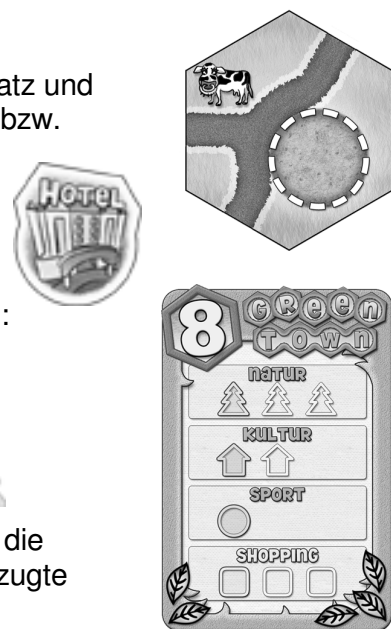 atz und
bzw.
HOTEL
:
8 GREEN
TOWN
NATUR
KULTUR
SPORT
SHOPPING
die
zugte